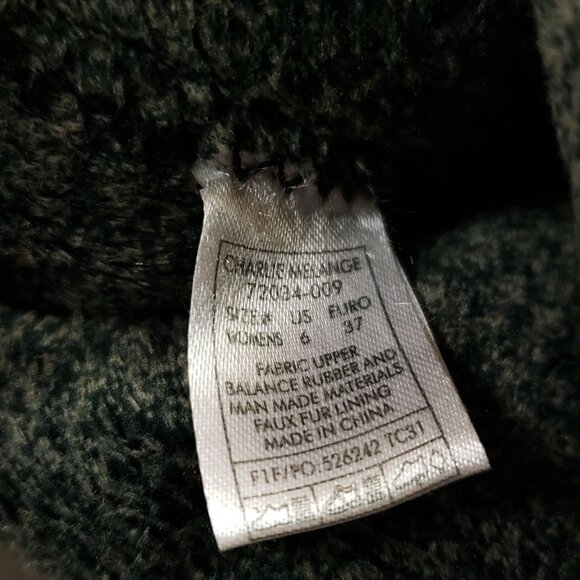 CHARLIE MELANGE
72034-009
SIZE# US EURO
WOMENS 6 37
FABRIC UPPER
BALANCE RUBBER AND
MAN MADE MATERIALS
FAUX FUR LINING
MADE IN CHINA
F1F/PO:526242 TC31